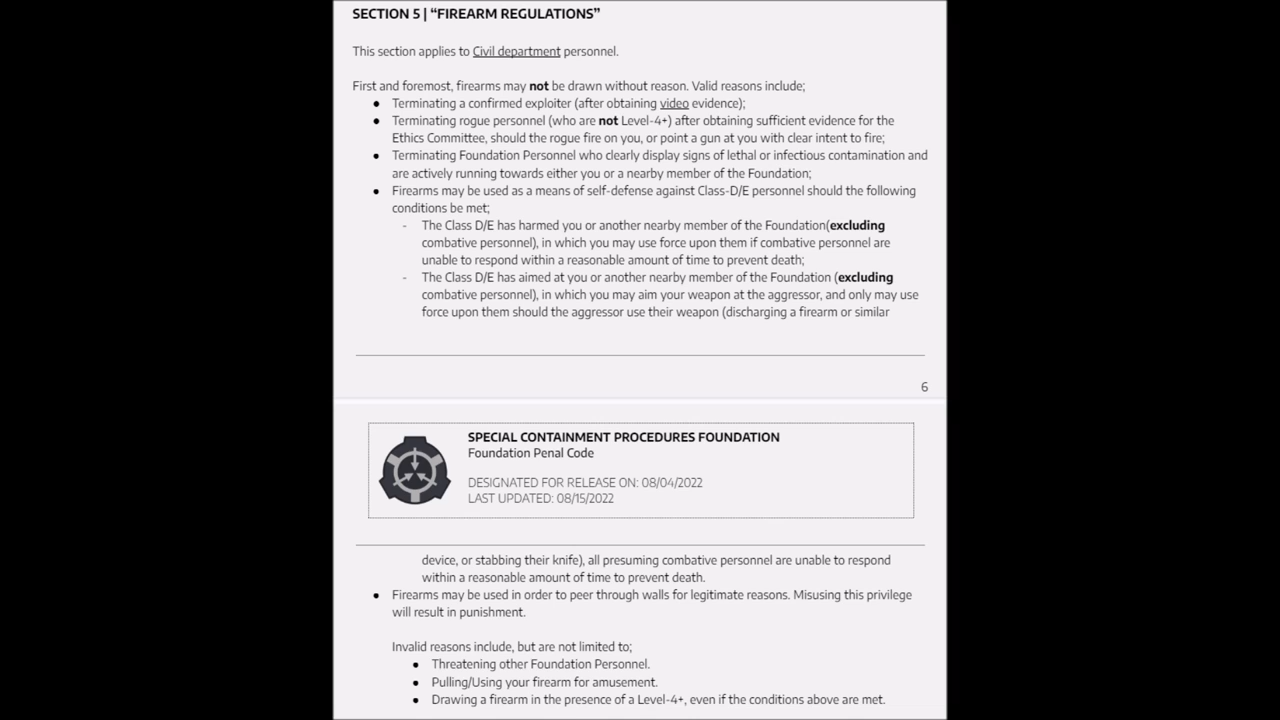 SECTION 5 | “FIREARM REGULATIONS”
This section applies to Civil department personnel.
First and foremost, firearms may not be drawn without reason. Valid reasons include;
● Terminating a confirmed exploiter (after obtaining video evidence);
● Terminating rogue personnel (who are not Level-4+) after obtaining sufficient evidence for the
Ethics Committee, should the rogue fire on you, or point a gun at you with clear intent to fire;
● Terminating Foundation Personnel who clearly display signs of lethal or infectious contamination and
are actively running towards either you or a nearby member of the Foundation;
● Firearms may be used as a means of self-defense against Class-D/E personnel should the following
conditions be met;
- The Class D/E has harmed you or another nearby member of the Foundation(excluding
combative personnel), in which you may use force upon them if combative personnel are
unable to respond within a reasonable amount of time to prevent death;
- The Class D/E has aimed at you or another nearby member of the Foundation (excluding
combative personnel), in which you may aim your weapon at the aggressor, and only may use
force upon them should the aggressor use their weapon (discharging a firearm or similar
6
SPECIAL CONTAINMENT PROCEDURES FOUNDATION
Foundation Penal Code
DESIGNATED FOR RELEASE ON: 08/04/2022
LAST UPDATED: 08/15/2022
device, or stabbing their knife), all presuming combative personnel are unable to respond
within a reasonable amount of time to prevent death.
● Firearms may be used in order to peer through walls for legitimate reasons. Misusing this privilege
will result in punishment.
Invalid reasons include, but are not limited to;
● Threatening other Foundation Personnel.
● Pulling/Using your firearm for amusement.
● Drawing a firearm in the presence of a Level-4+, even if the conditions above are met.